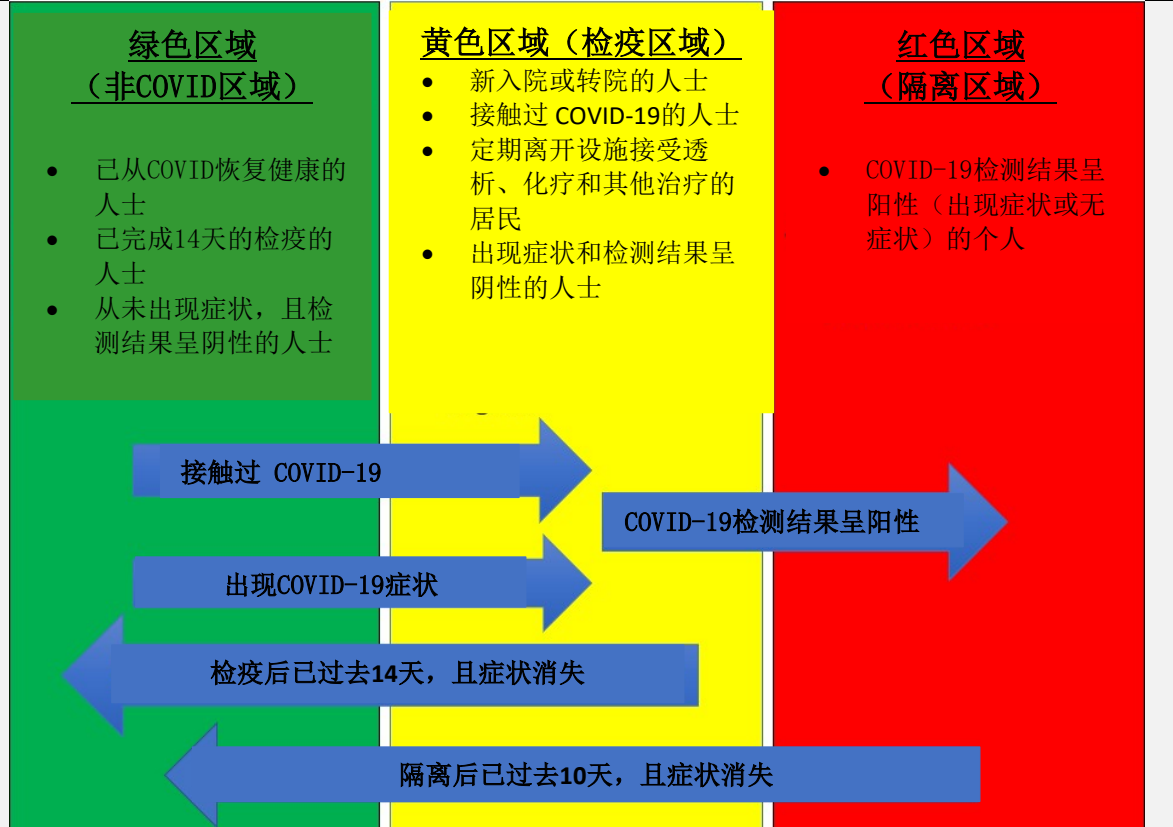 绿色区域
（非COVID区域）
已从COVID恢复健康的
人士
已完成14天的检疫的
人士
从未出现症状，且检
测结果呈阴性的人士
黄色区域（检疫区域）
新入院或转院的人士
接触过 COVID-19的人士
定期离开设施接受透
析、化疗和其他治疗的
居民
出现症状和检测结果呈
阴性的人士
红色区域
（隔离区域）
COVID-19检测结果呈
阳性（出现症状或无
症状）的个人
接触过 COVID-19
COVID-19检测结果呈阳性
出现COVID-19症状
检疫后已过去14天，且症状消失
隔离后已过去10天，且症状消失